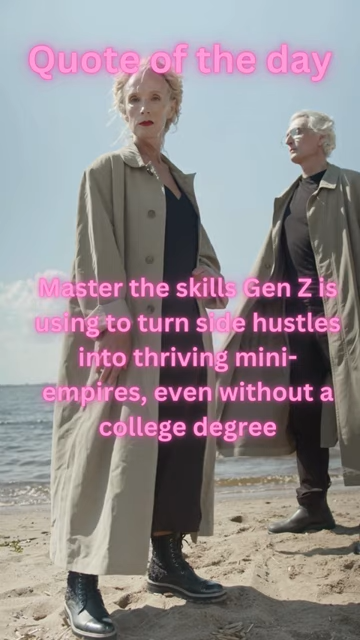 Quote of the day
Master the skills Gen Z is
using to turn side hustles
into thriving mini-
empires, even without a
college degree